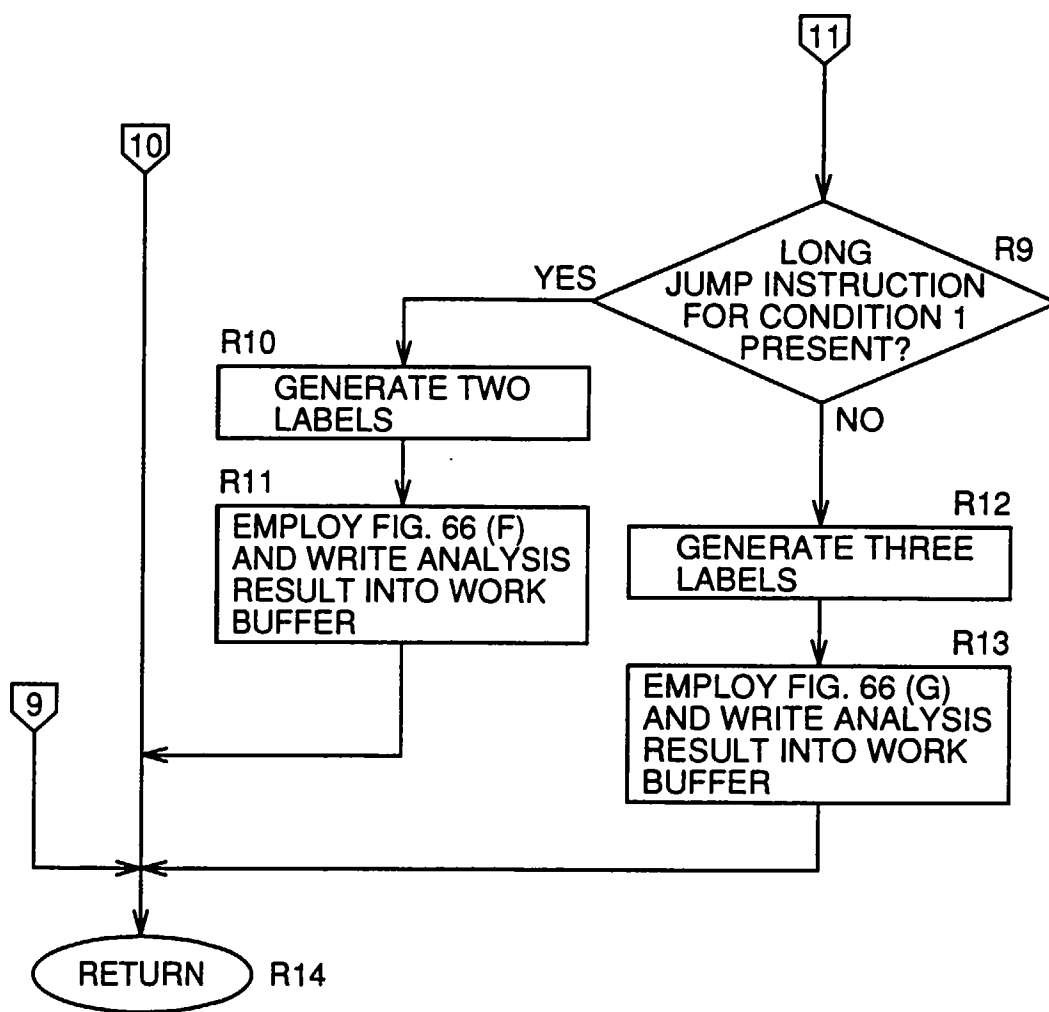 11
10
LONG
JUMP INSTRUCTION
FOR CONDITION 1
PRESENT?
R9
YES
NO
R10
GENERATE TWO
LABELS
R11
EMPLOY FIG. 66 (F)
AND WRITE ANALYSIS
RESULT INTO WORK
BUFFER
R12
GENERATE THREE
LABELS
R13
EMPLOY FIG. 66 (G)
AND WRITE ANALYSIS
RESULT INTO WORK
BUFFER
9
RETURN
R14